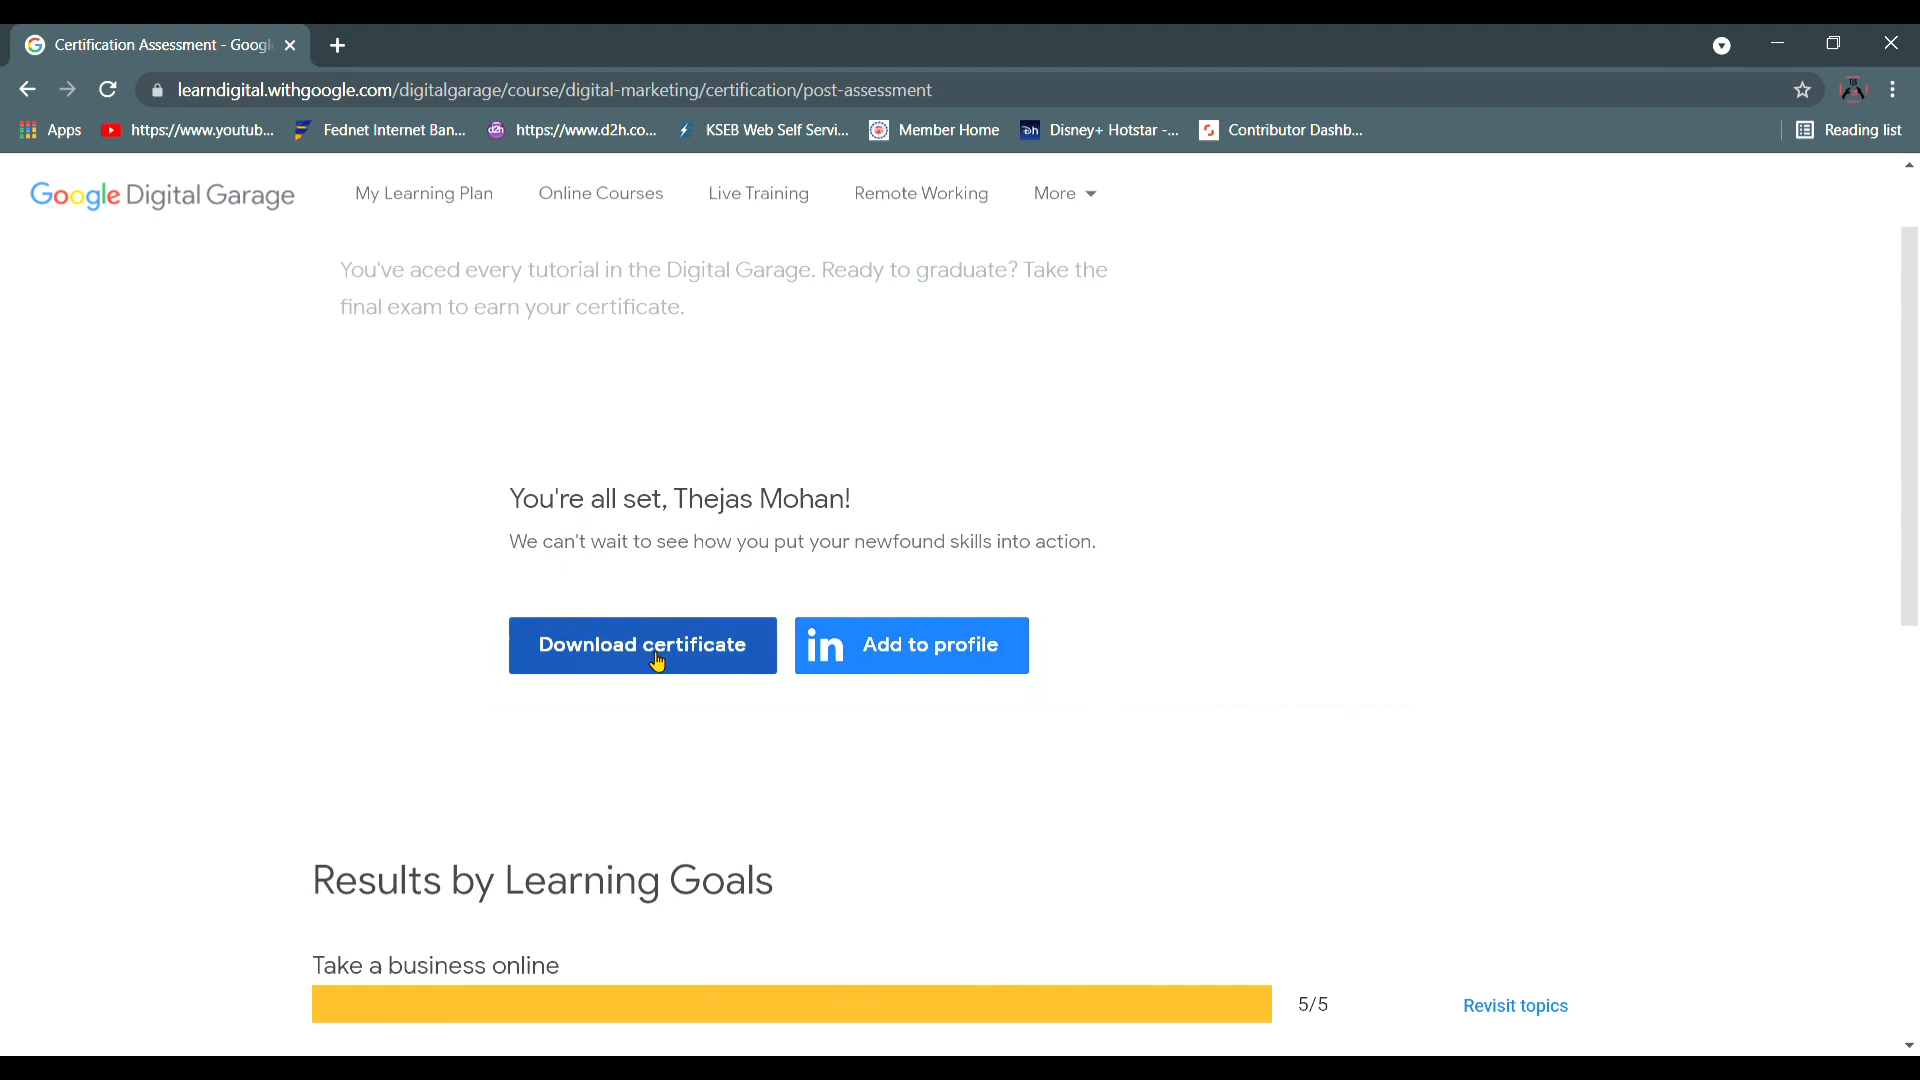 Certification Assessment - Googl
learndigital.withgoogle.com/digitalgarage/course/digital-marketing/certification/post-assessment
Apps https://www.youtub... Fednet Internet Ban... d2h https://www.d2h.co... KSEB Web Self Servi... Member Home Disney+ Hotstar -... Contributor Dashb... Reading list
Google Digital Garage My Learning Plan Online Courses Live Training Remote Working More
You've aced every tutorial in the Digital Garage. Ready to graduate? Take the
final exam to earn your certificate.
You're all set, Thejas Mohan!
We can't wait to see how you put your newfound skills into action.
Download certificate in Add to profile
Results by Learning Goals
Take a business online
5/5 Revisit topics